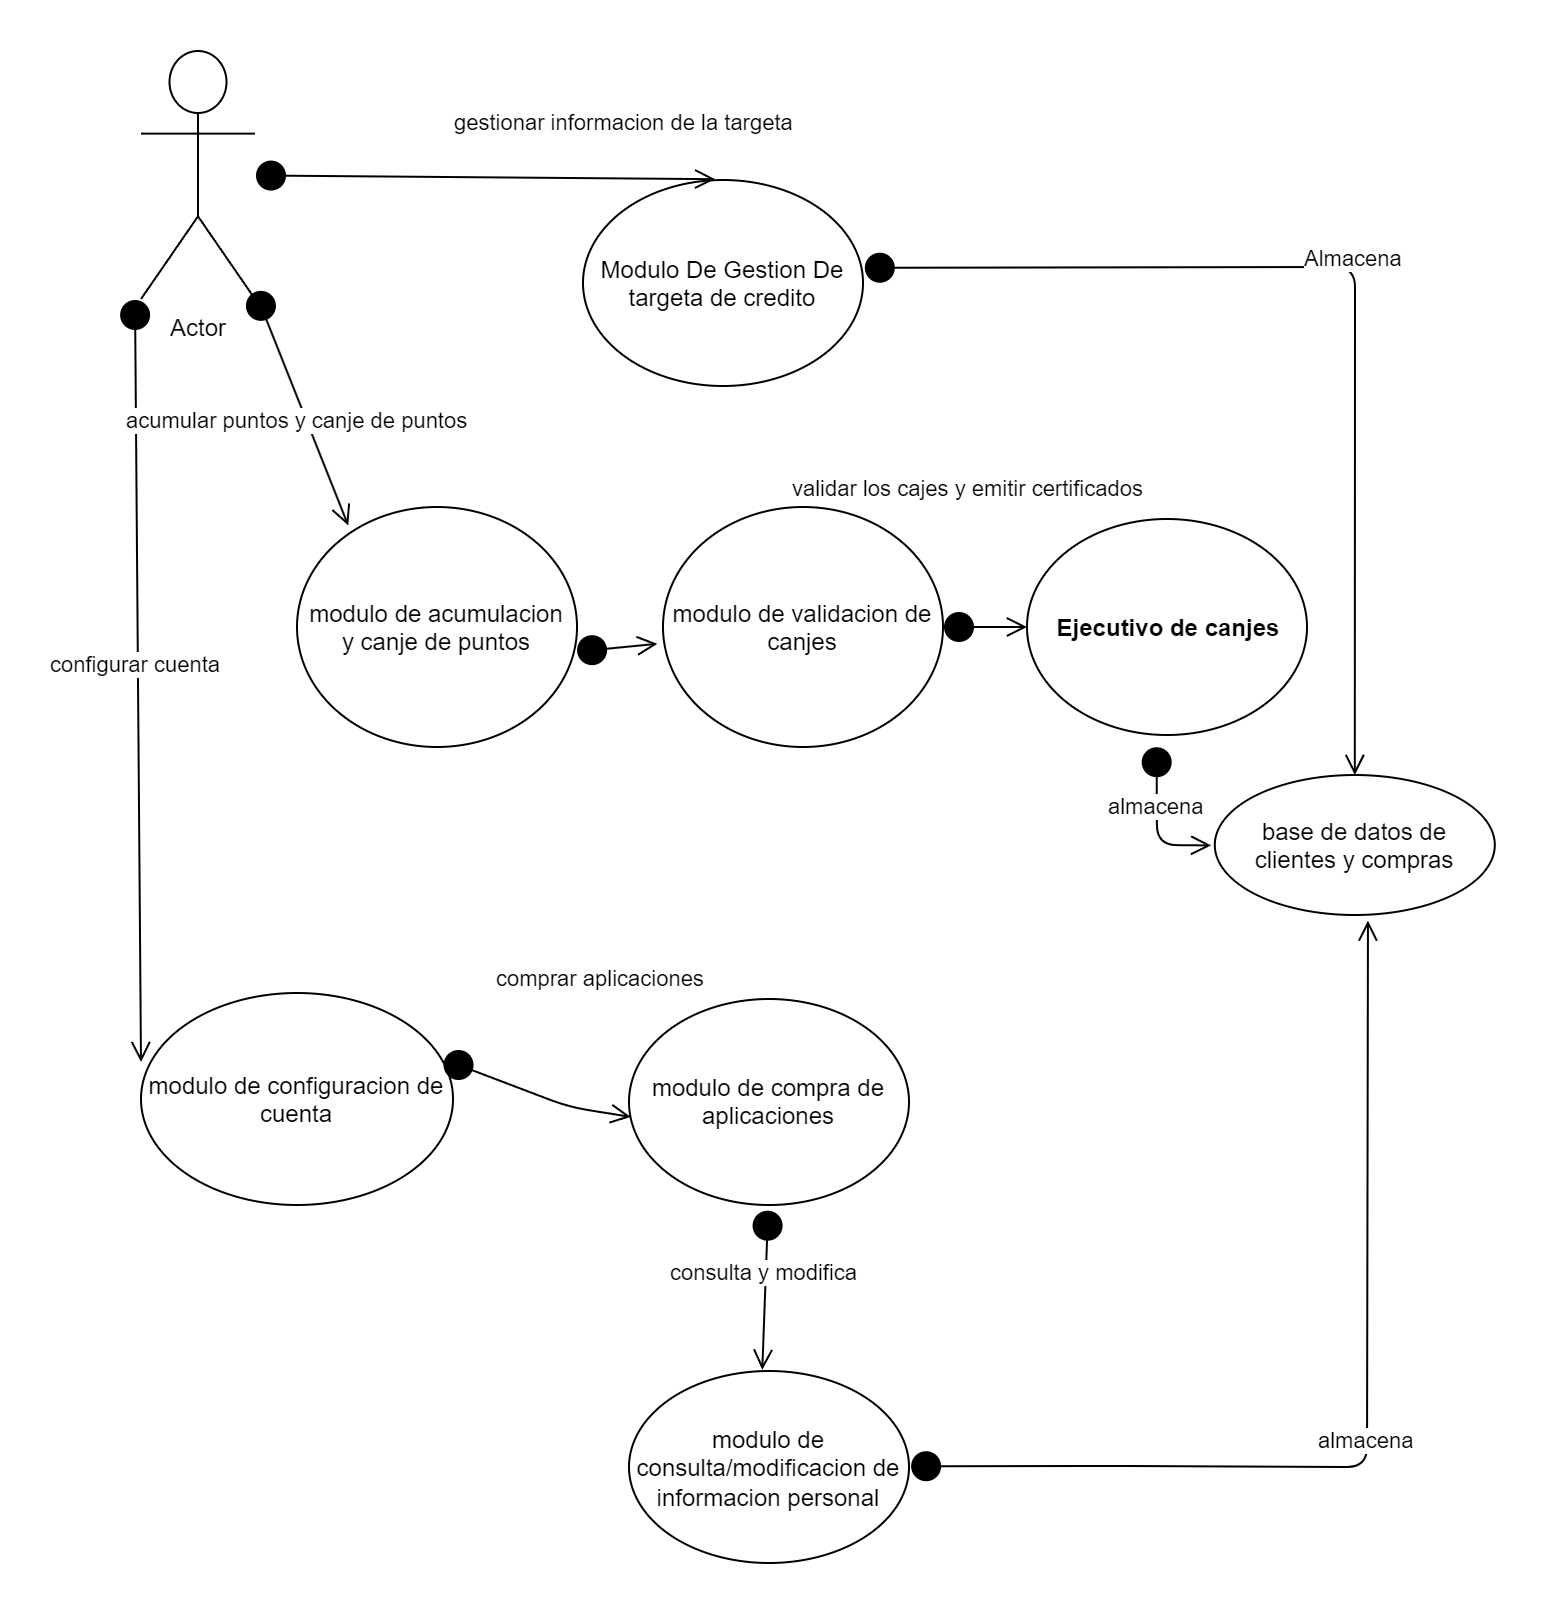 gestionar informacion de la targeta
Modulo De Gestion De
targeta de credito
Almacena
Actor
acumular puntos y canje de puntos
validar los cajes y emitir certificados
modulo de acumulacion
y canje de puntos
modulo de validacion de
canjes
Ejecutivo de canjes
configurar cuenta
almacena
base de datos de
clientes y compras
comprar aplicaciones
modulo de configuracion de
cuenta
modulo de compra de
aplicaciones
consulta y modifica
modulo de
consulta/modificacion de
informacion personal
almacena